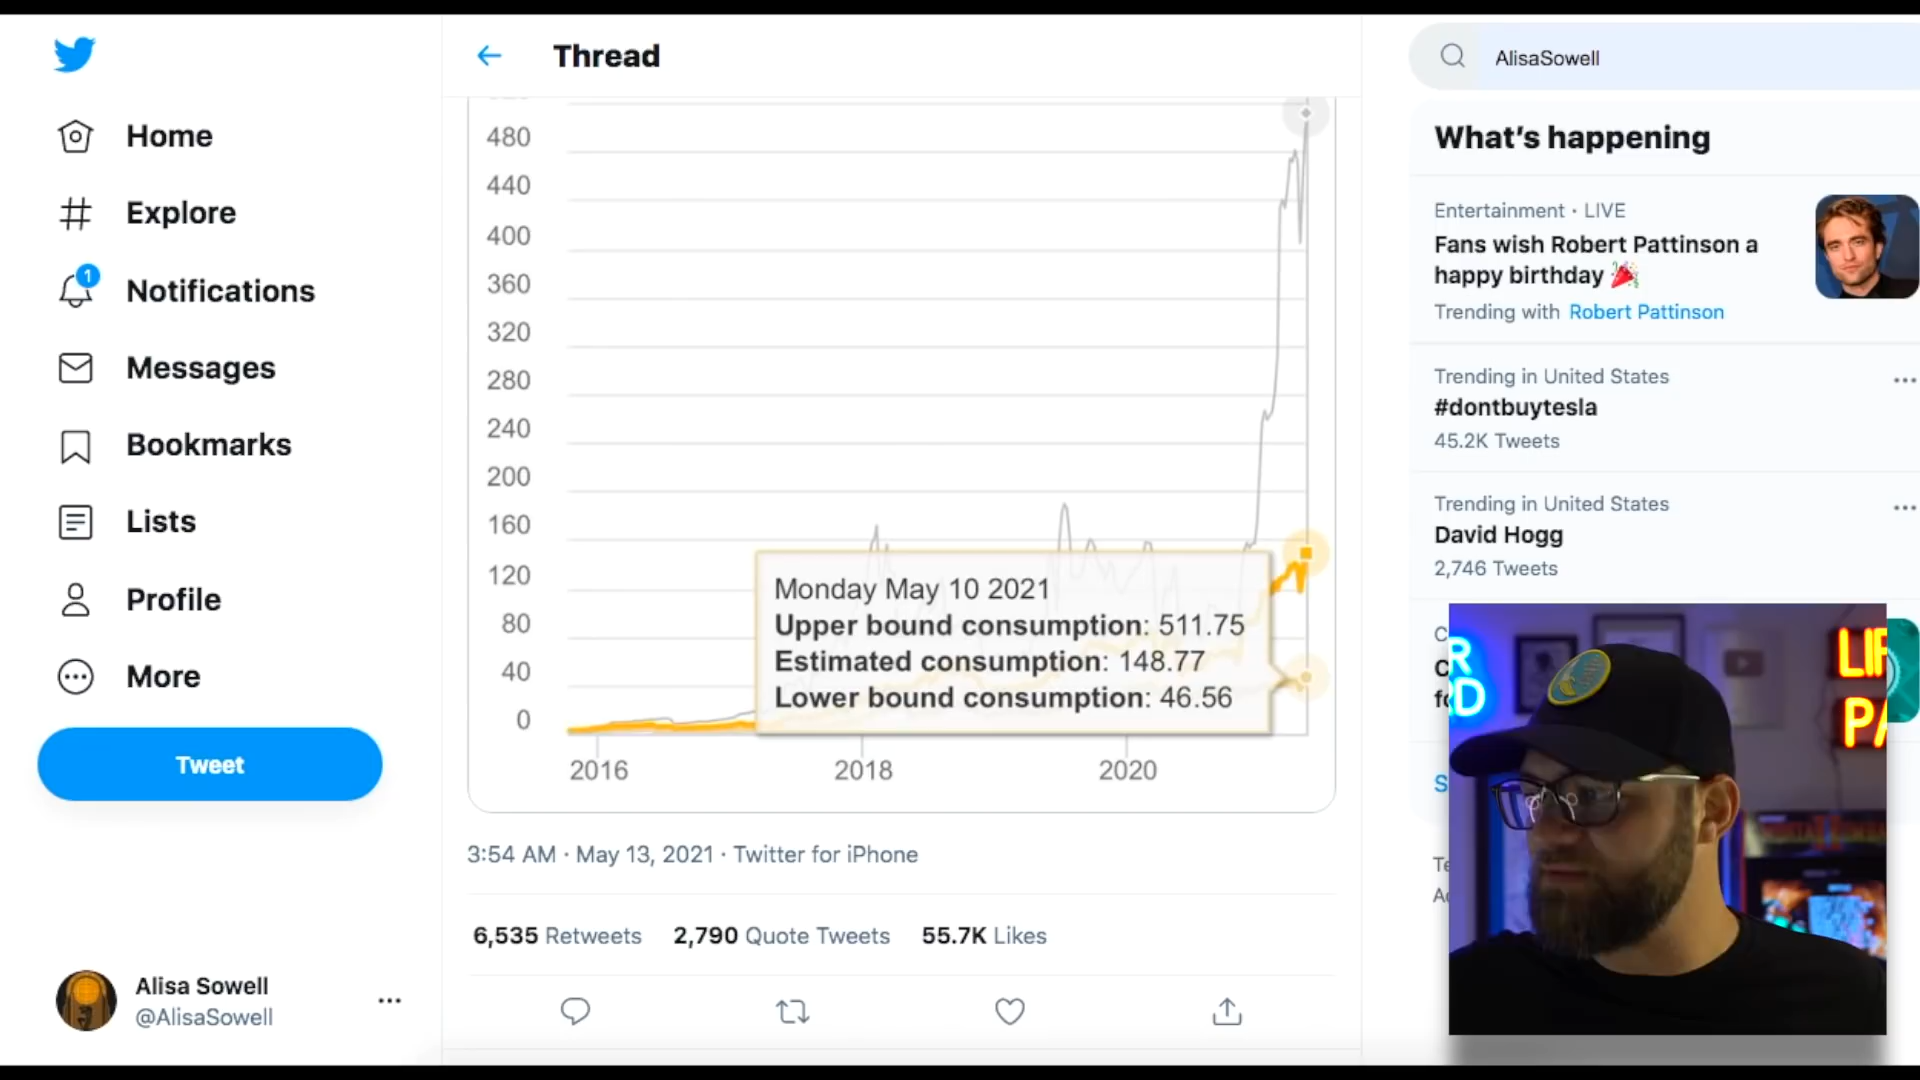 Home
Explore
1
Notifications
Messages
Bookmarks
Lists
Profile
More
Tweet
Alisa Sowell
@AlisaSowell
Thread
480
440
400
360
320
280
240
200
160
120
80
40
0
Monday May 10 2021
Upper bound consumption: 511.75
Estimated consumption: 148.77
Lower bound consumption: 46.56
2016
2018
2020
3:54 AM · May 13, 2021 · Twitter for iPhone
6,535 Retweets 2,790 Quote Tweets 55.7K Likes
AlisaSowell
What's happening
Entertainment · LIVE
Fans wish Robert Pattinson a
happy birthday 🎉
Trending with Robert Pattinson
Trending in United States
#dontbuytesla
45.2K Tweets
Trending in United States
David Hogg
2,746 Tweets